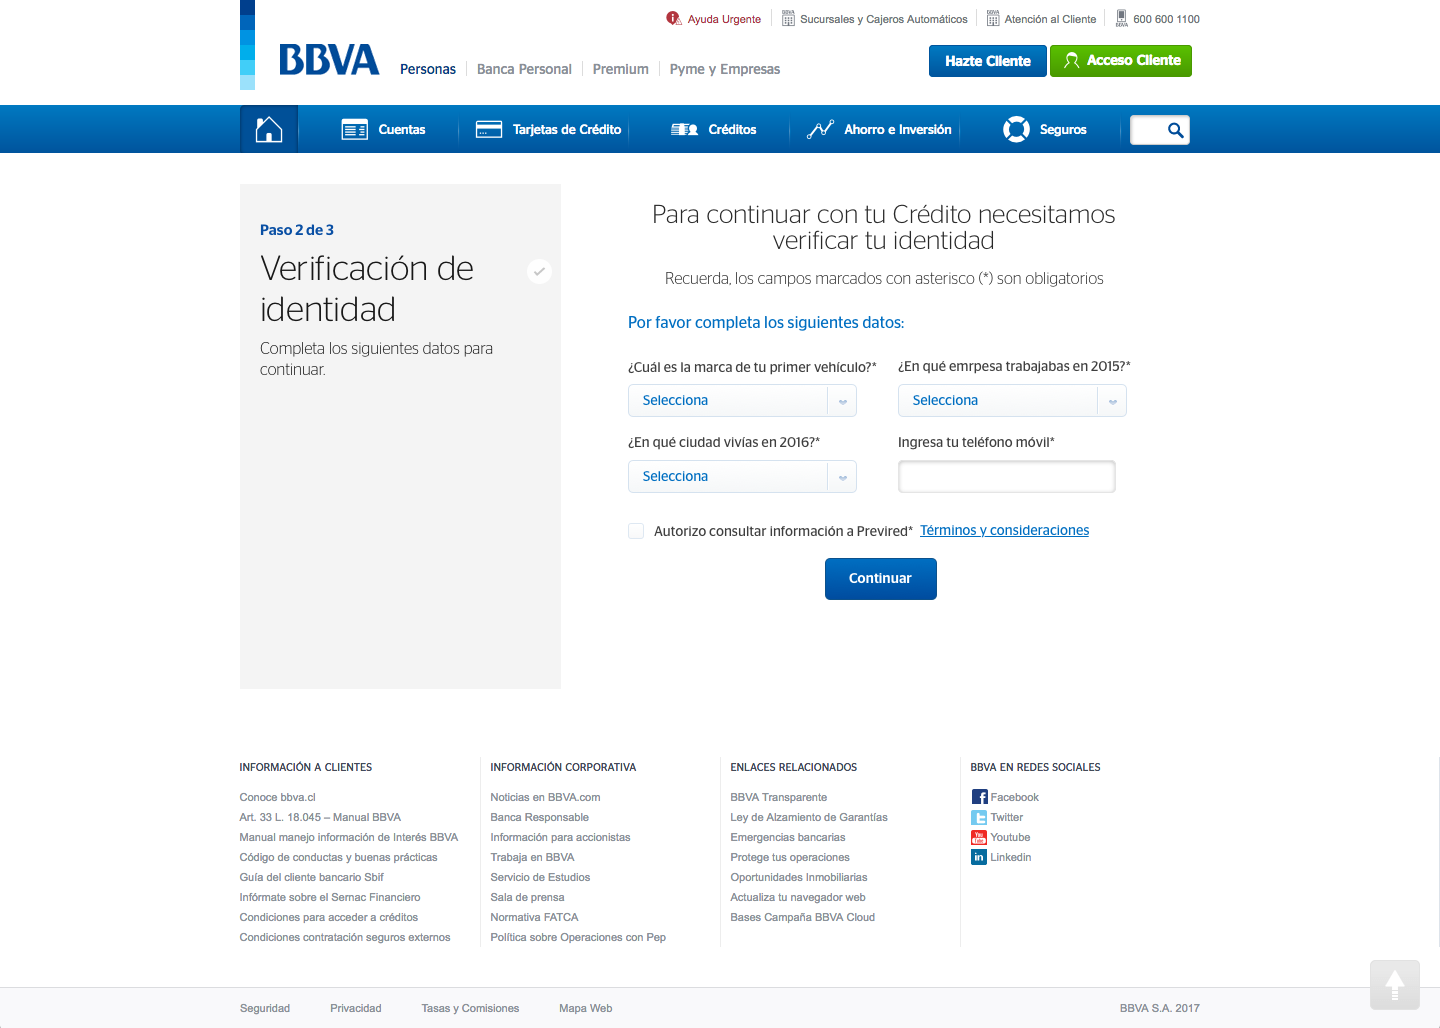 Ayuda Urgente
Sucursales y Cajeros Automáticos
Atención al Cliente
600 600 1100
BBVA
Personas
Banca Personal
Premium
Pyme y Empresas
Hazte Cliente
Acceso Cliente
Cuentas
Tarjetas de Crédito
Créditos
Ahorro e Inversión
Seguros
Paso 2 de 3
Verificación de
identidad
Completa los siguientes datos para
continuar.
Para continuar con tu Crédito necesitamos
verificar tu identidad
Recuerda, los campos marcados con asterisco (*) son obligatorios
Por favor completa los siguientes datos:
¿Cuál es la marca de tu primer vehículo?*
¿En qué emrpesa trabajabas en 2015?*
Selecciona
Selecciona
¿En qué ciudad vivías en 2016?*
Ingresa tu teléfono móvil*
Selecciona
Autorizo consultar información a Previred* Términos y consideraciones
Continuar
INFORMACIÓN A CLIENTES
Conoce bbva.cl
Art. 33 L. 18.045 – Manual BBVA
Manual manejo información de Interés BBVA
Código de conductas y buenas prácticas
Guía del cliente bancario Sbif
Infórmate sobre el Sernac Financiero
Condiciones para acceder a créditos
Condiciones contratación seguros externos
INFORMACIÓN CORPORATIVA
Noticias en BBVA.com
Banca Responsable
Información para accionistas
Trabaja en BBVA
Servicio de Estudios
Sala de prensa
Normativa FATCA
Política sobre Operaciones con Pep
ENLACES RELACIONADOS
BBVA Transparente
Ley de Alzamiento de Garantías
Emergencias bancarias
Protege tus operaciones
Oportunidades Inmobiliarias
Actualiza tu navegador web
Bases Campaña BBVA Cloud
BBVA EN REDES SOCIALES
Facebook
Twitter
Youtube
Linkedin
Seguridad
Privacidad
Tasas y Comisiones
Mapa Web
BBVA S.A. 2017